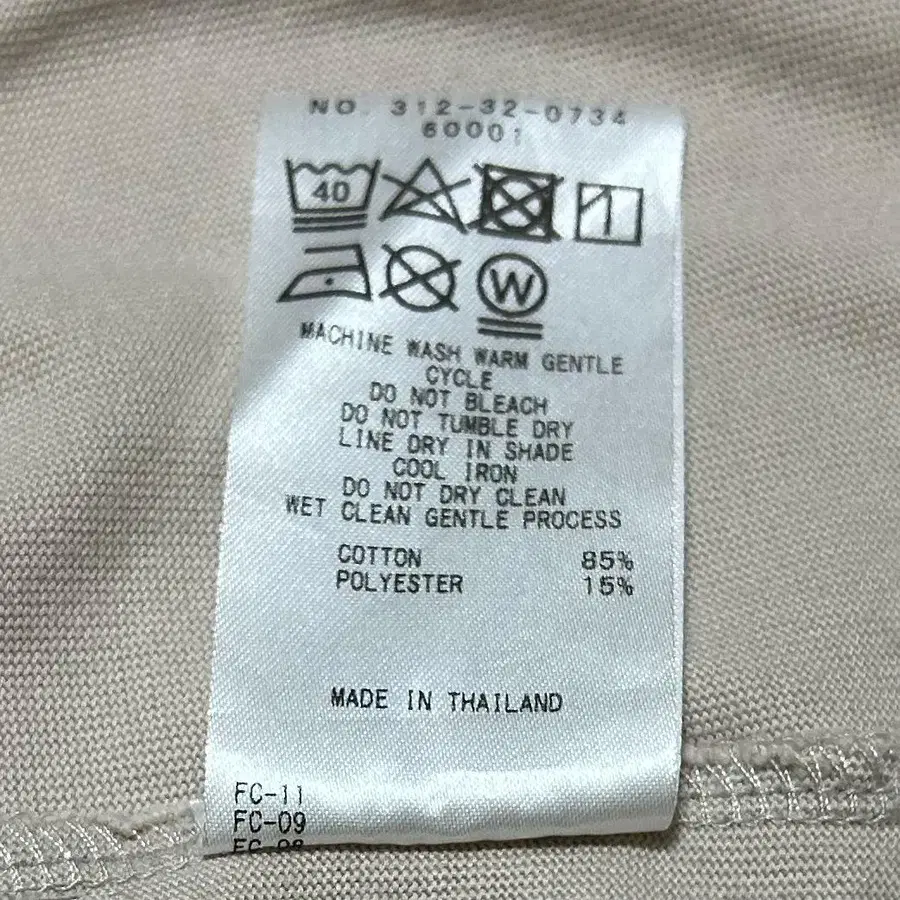 NO. 312-32-0734
60001
40
W
MACHINE WASH WARM GENTLE
CYCLE
DO NOT BLEACH
DO NOT TUMBLE DRY
LINE DRY IN SHADE
COOL IRON
DO NOT DRY CLEAN
WET CLEAN GENTLE PROCESS
COTTON 85%
POLYESTER 15%
MADE IN THAILAND
FC-11
FC-09